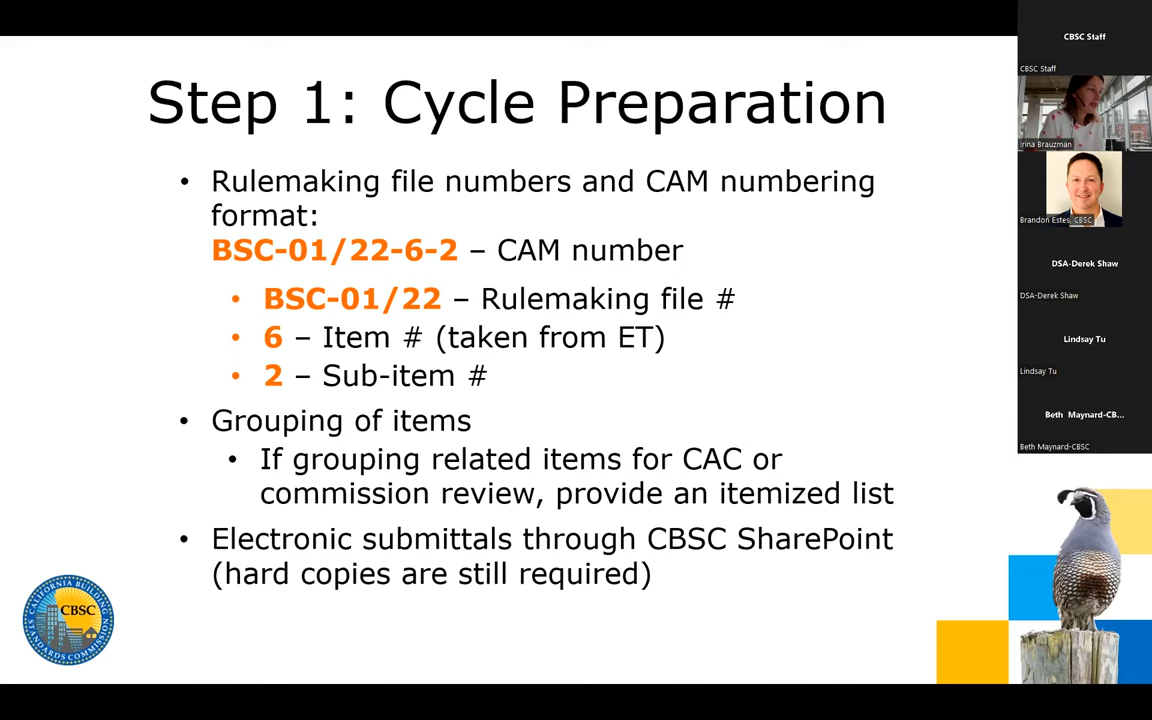 Step 1: Cycle Preparation
• Rulemaking file numbers and CAM numbering
format:
BSC-01/22-6-2 – CAM number
• BSC-01/22 – Rulemaking file #
• 6 – Item # (taken from ET)
• 2 – Sub-item #
• Grouping of items
• If grouping related items for CAC or
commission review, provide an itemized list
• Electronic submittals through CBSC SharePoint
(hard copies are still required)
CALIFORNIA BUILDING
CBSC
STANDARDS COMMISSION
CBSC Staff
CBSC Staff
Irina Brauzman
Brandon Estes, CBSC
DSA-Derek Shaw
DSA-Derek Shaw
Lindsay Tu
Lindsay Tu
Beth Maynard-CB...
Beth Maynard-CBSC